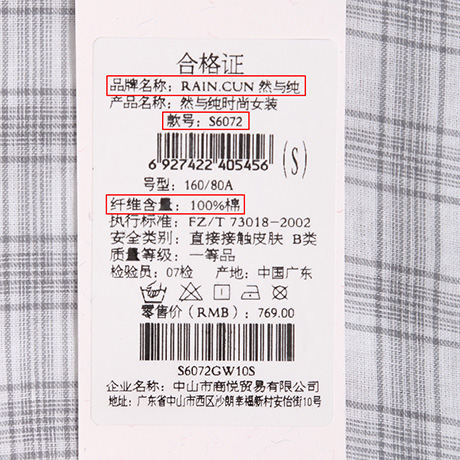 合格证
品牌名称：RAIN.CUN 然与纯
产品名称：然与纯时尚女装
款号：S6072
6 927422 405456
(S)
号型：160/80A
纤维含量：100%棉
执行标准：FZ/T 73018-2002
安全类别：直接接触皮肤 B类
质量等级：一等品
检验员：07检 产地：中国广东
零售价（RMB）：769.00
S6072GW10S
企业名称：中山市商悦贸易有限公司
地址：广东省中山市西区沙朗幸福新村安怡街10号